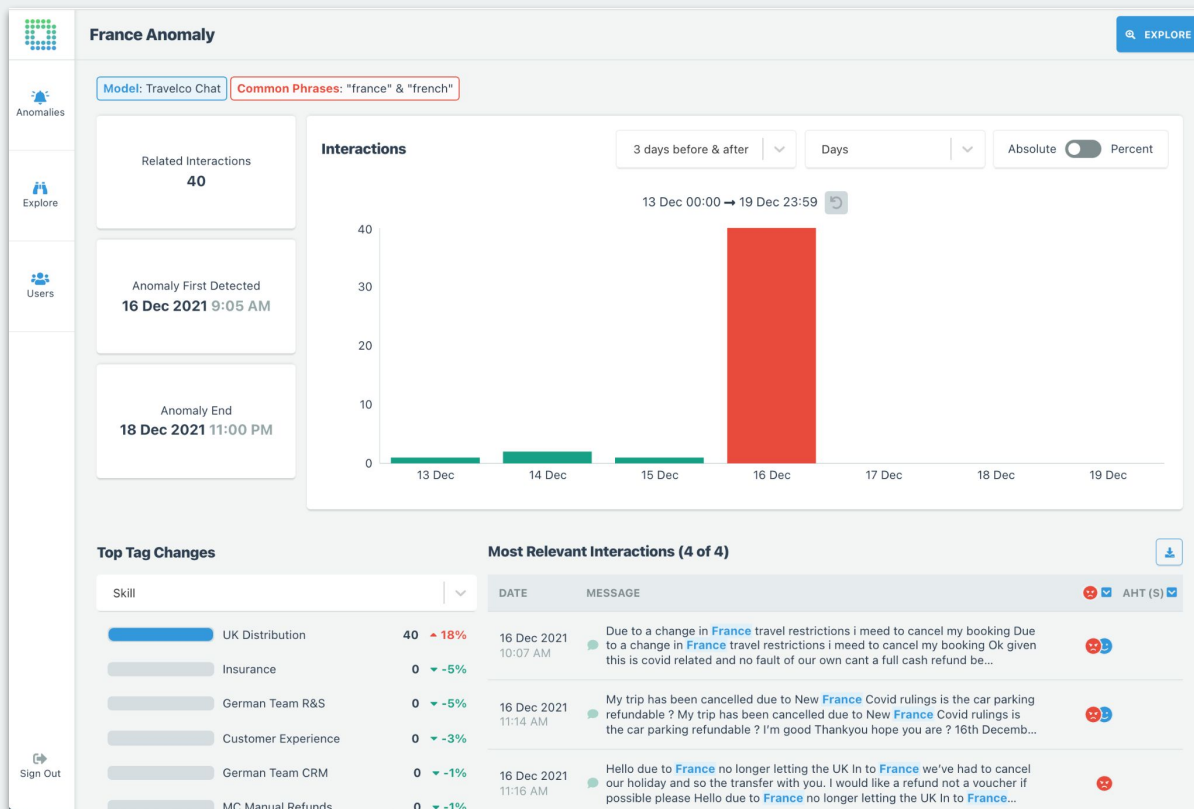 France Anomaly
EXPLORE
Anomalies
Explore
Users
Sign Out
Model: Travelco Chat
Common Phrases: "france" & "french"
Related Interactions
40
Anomaly First Detected
16 Dec 2021 9:05 AM
Anomaly End
18 Dec 2021 11:00 PM
Interactions
3 days before & after
Days
Absolute
Percent
13 Dec 00:00 → 19 Dec 23:59
40
30
20
10
0
13 Dec
14 Dec
15 Dec
16 Dec
17 Dec
18 Dec
19 Dec
Top Tag Changes
Skill
UK Distribution 40 18%
Insurance 0 -5%
German Team R&S 0 -5%
Customer Experience 0 -3%
German Team CRM 0 -1%
MC Manual Refunds 0 -1%
Most Relevant Interactions (4 of 4)
DATE MESSAGE AHT (S)
16 Dec 2021
10:07 AM
Due to a change in France travel restrictions i meed to cancel my booking Due
to a change in France travel restrictions i meed to cancel my booking Ok given
this is covid related and no fault of our own cant a full cash refund be...
16 Dec 2021
11:14 AM
My trip has been cancelled due to New France Covid rulings is the car parking
refundable ? My trip has been cancelled due to New France Covid rulings is
the car parking refundable ? I'm good Thankyou hope you are ? 16th Decemb...
16 Dec 2021
11:16 AM
Hello due to France no longer letting the UK In to France we've had to cancel
our holiday and so the transfer with you. I would like a refund not a voucher if
possible please Hello due to France no longer letting the UK In to France...